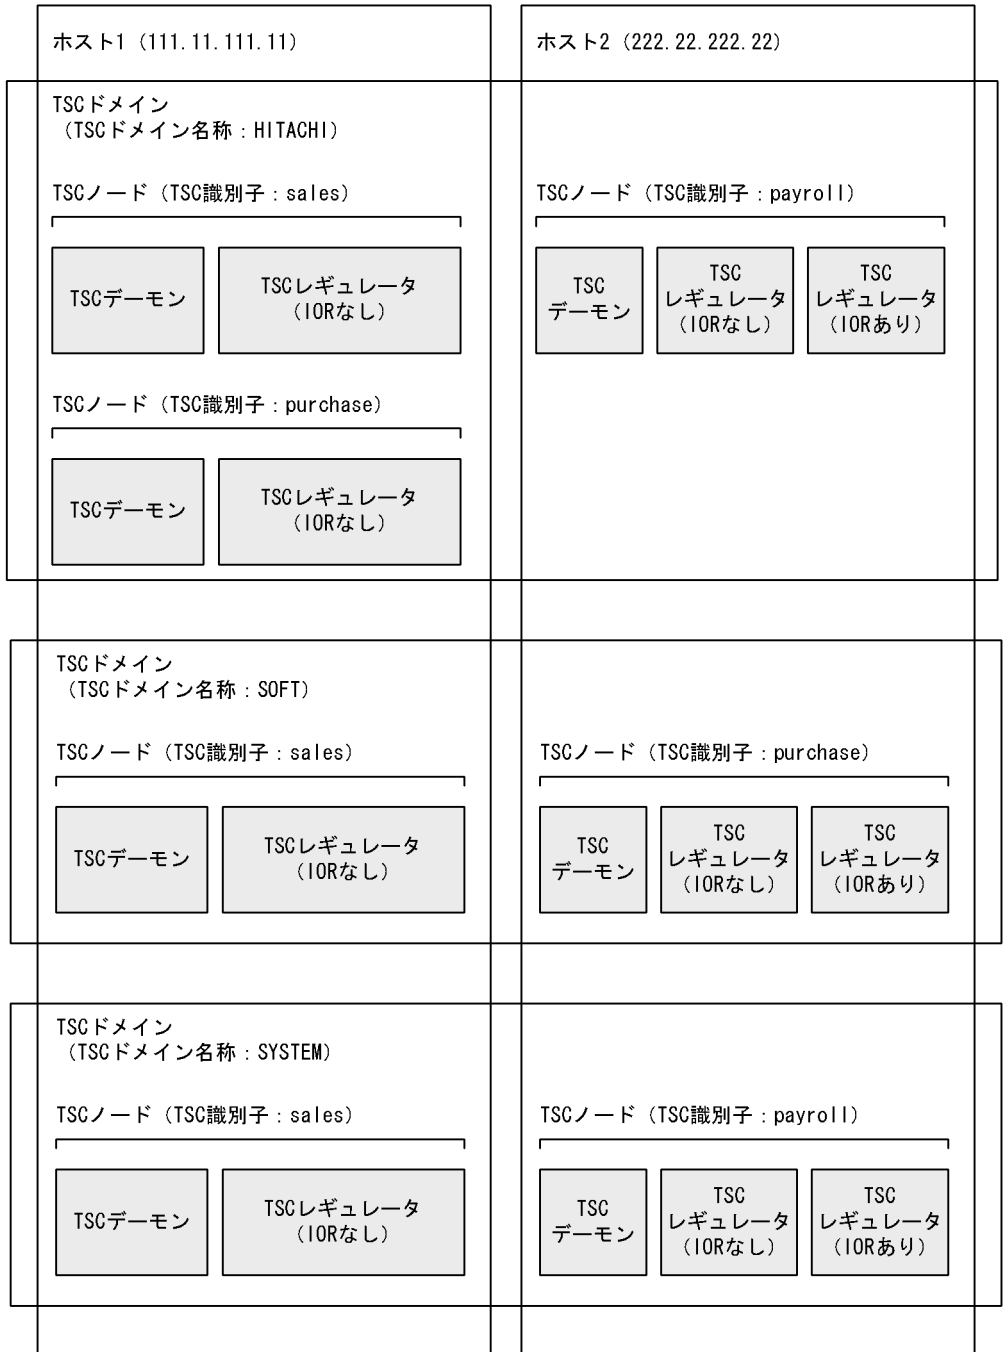 ホスト1（111.11.111.11）
ホスト2（222.22.222.22）
TSCドメイン
（TSCドメイン名称：HITACHI）
TSCノード（TSC識別子：sales）
TSCノード（TSC識別子：payroll）
TSCデーモン
TSCレギュレータ
（IORなし）
TSC
デーモン
TSC
レギュレータ
（IORなし）
TSC
レギュレータ
（IORあり）
TSCノード（TSC識別子：purchase）
TSCデーモン
TSCレギュレータ
（IORなし）
TSCドメイン
（TSCドメイン名称：SOFT）
TSCノード（TSC識別子：sales）
TSCノード（TSC識別子：purchase）
TSCデーモン
TSCレギュレータ
（IORなし）
TSC
デーモン
TSC
レギュレータ
（IORなし）
TSC
レギュレータ
（IORあり）
TSCドメイン
（TSCドメイン名称：SYSTEM）
TSCノード（TSC識別子：sales）
TSCノード（TSC識別子：payroll）
TSCデーモン
TSCレギュレータ
（IORなし）
TSC
デーモン
TSC
レギュレータ
（IORなし）
TSC
レギュレータ
（IORあり）